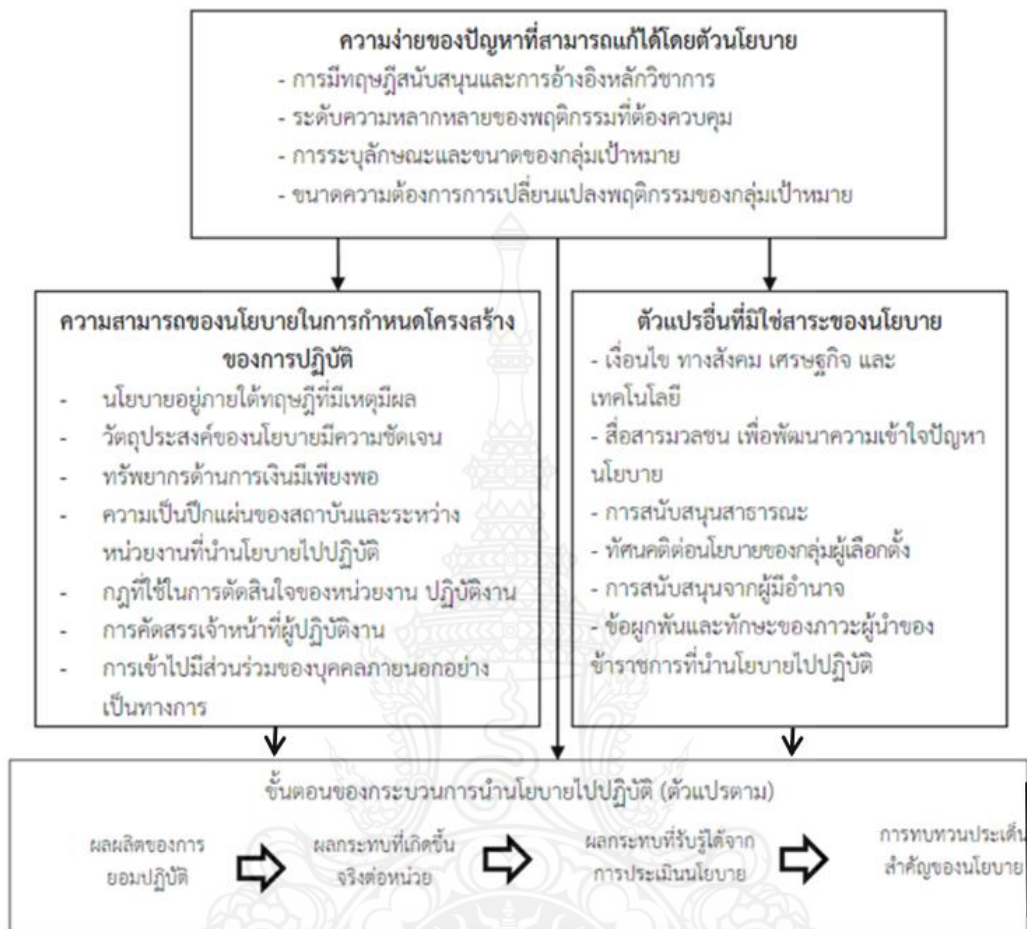 ความง่ายของปัญหาที่สามารถแก้ได้โดยตัวนโยบาย
- การมีทฤษฎีสนับสนุนและการอ้างอิงหลักวิชาการ
- ระดับความหลากหลายของพฤติกรรมที่ต้องควบคุม
- การระบุลักษณะและขนาดของกลุ่มเป้าหมาย
- ขนาดความต้องการการเปลี่ยนแปลงพฤติกรรมของกลุ่มเป้าหมาย
ความสามารถของนโยบายในการกำหนดโครงสร้าง
ของการปฏิบัติ
- นโยบายอยู่ภายใต้ทฤษฎีที่มีเหตุมีผล
- วัตถุประสงค์ของนโยบายมีความชัดเจน
- ทรัพยากรด้านการเงินมีเพียงพอ
- ความเป็นปึกแผ่นของสถาบันและระหว่าง
หน่วยงานที่นำนโยบายไปปฏิบัติ
- กฎที่ใช้ในการตัดสินใจของหน่วยงาน ปฏิบัติงาน
- การคัดสรรเจ้าหน้าที่ผู้ปฏิบัติงาน
- การเข้าไปมีส่วนร่วมของบุคคลภายนอกอย่าง
เป็นทางการ
ตัวแปรอื่นที่มิใช่สาระของนโยบาย
- เงื่อนไข ทางสังคม เศรษฐกิจ และ
เทคโนโลยี
- สื่อสารมวลชน เพื่อพัฒนาความเข้าใจปัญหา
นโยบาย
- การสนับสนุนสาธารณะ
- ทัศนคติต่อนโยบายของกลุ่มผู้เลือกตั้ง
- การสนับสนุนจากผู้มีอำนาจ
- ข้อผูกพันและทักษะของภาวะผู้นำของ
ข้าราชการที่นำนโยบายไปปฏิบัติ
ขั้นตอนของกระบวนการนำนโยบายไปปฏิบัติ (ตัวแปรตาม)
ผลผลิตของการ
ยอมปฏิบัติ
ผลกระทบที่เกิดขึ้น
จริงต่อหน่วย
ผลกระทบที่รับรู้ได้จาก
การประเมินนโยบาย
การทบทวนประเด็น
สำคัญของนโยบาย